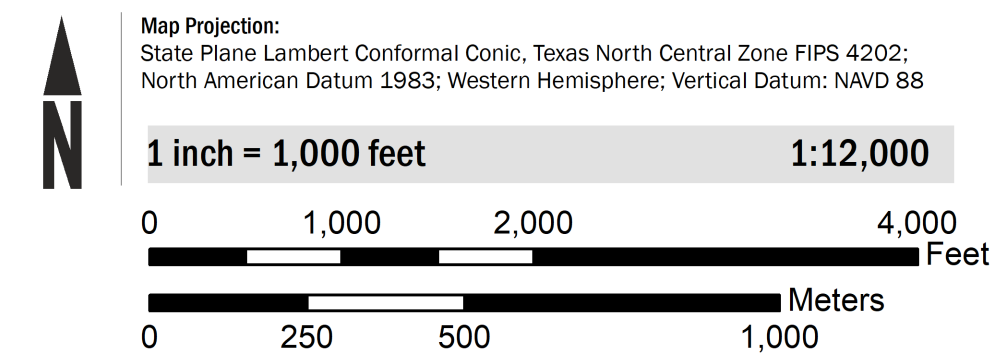 Map Projection:
State Plane Lambert Conformal Conic, Texas North Central Zone FIPS 4202;
North American Datum 1983; Western Hemisphere; Vertical Datum: NAVD 88
N
1 inch = 1,000 feet 1:12,000
0 1,000 2,000 4,000
Feet
Meters
0 250 500 1,000